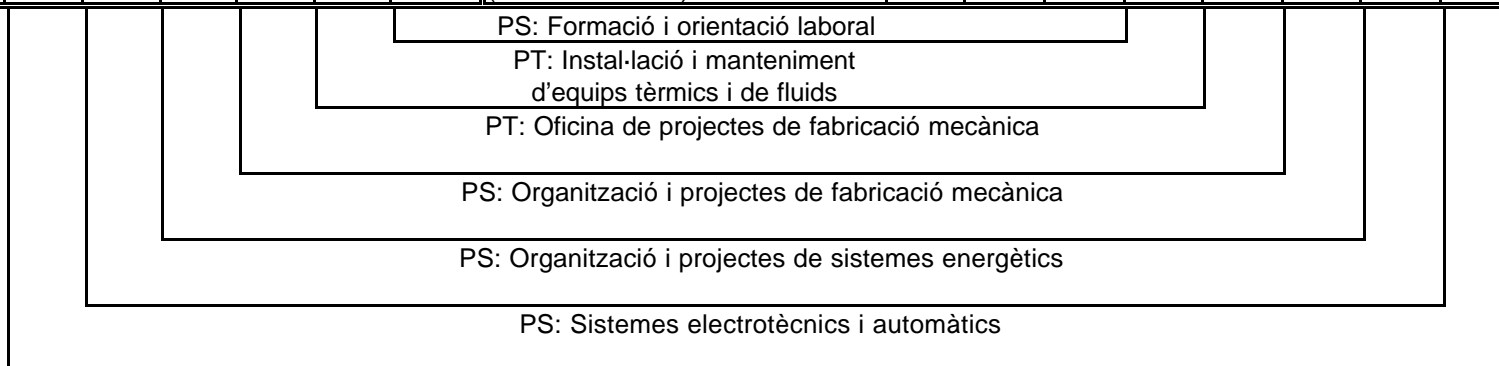 PS: Formació i orientació laboral
PT: Instal·lació i manteniment
d'equips tèrmics i de fluids
PT: Oficina de projectes de fabricació mecànica
PS: Organització i projectes de fabricació mecànica
PS: Organització i projectes de sistemes energètics
PS: Sistemes electrotècnics i automàtics